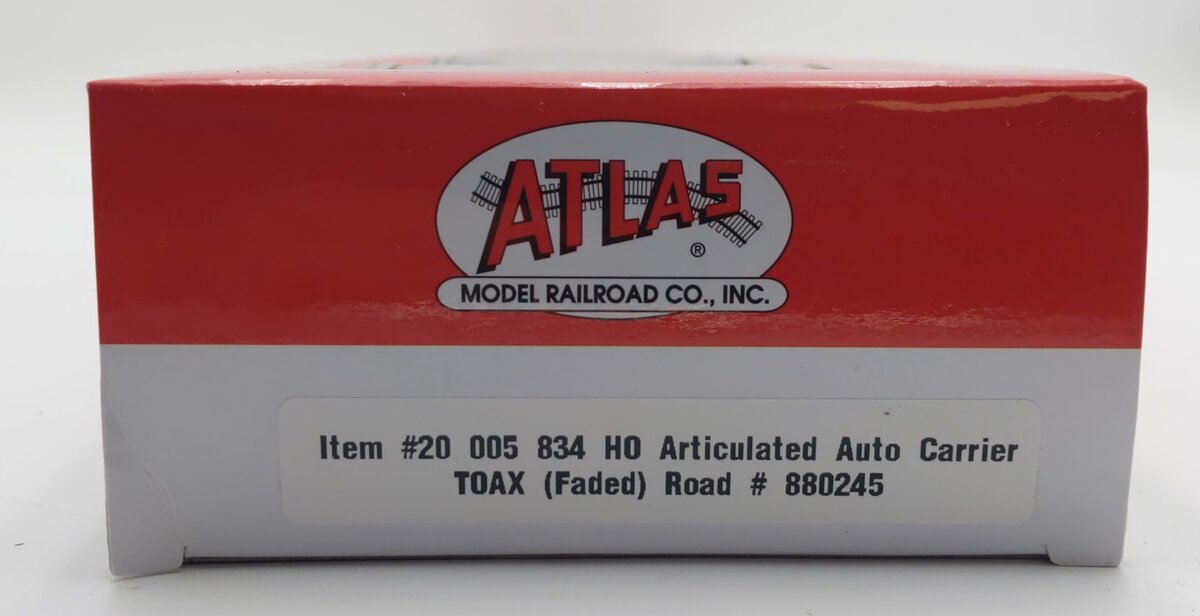 ATLAS
®
MODEL RAILROAD CO., INC.
Item #20 005 834 HO Articulated Auto Carrier
TOAX (Faded) Road # 880245